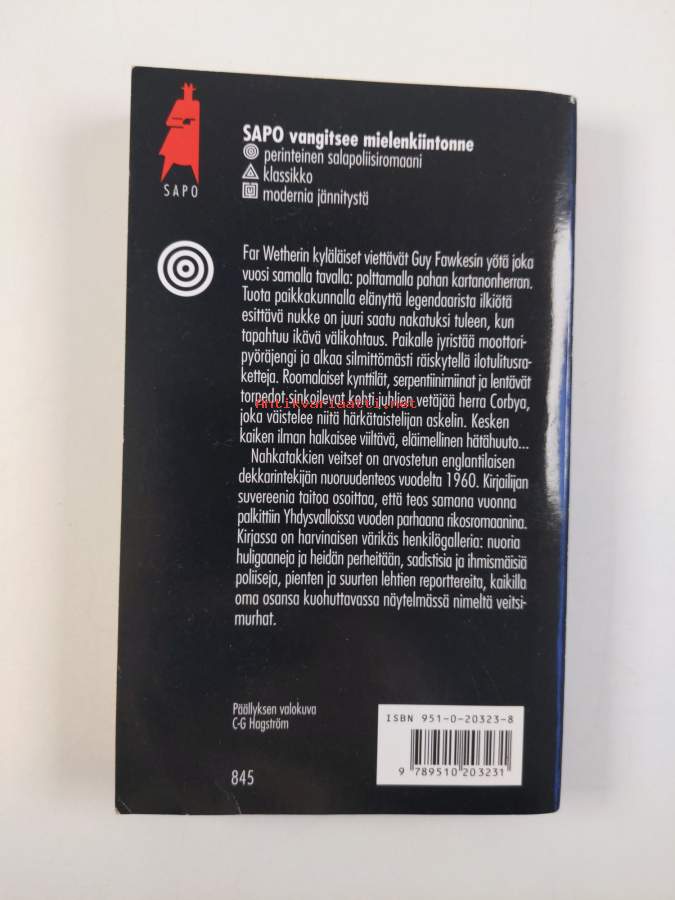 SAPO
SAPO vangitsee mielenkiintonne
perinteinen salapoliisiromaani
klassikko
modernia jännitystä
Far Wetherin kyläläiset viettävät Guy Fawkesin yötä joka
vuosi samalla tavalla: polttamalla pahan kartanonherran.
Tuota paikkakunnalla elänyttä legendaarista ilkiötä
esittävä nukke on juuri saatu nakatuksi tuleen, kun
tapahtuu ikävä välikohtaus. Paikalle jyristää moottori-
pyöräjengi ja alkaa silmittömästi räiskytellä ilotulitusra-
ketteja. Roomalaiset kynttilät, serpentiinimiinat ja lentävät
torpedot sinkoilevat kohti juhlien vetäjää herra Corbya,
Antikvariaatti.net
joka väistelee niitä härkätaistelijan askelin. Kesken
kaiken ilman halkaisee viiltävä, eläimellinen hätähuuto...
Nahkatakkien veitset on arvostetun englantilaisen
dekkarintekijän nuoruudenteos vuodelta 1960. Kirjailijan
suvereenia taitoa osoittaa, että teos samana vuonna
palkittiin Yhdysvalloissa vuoden parhaana rikosromaanina.
Kirjassa on harvinaisen värikäs henkilögalleria: nuoria
huligaaneja ja heidän perheitään, sadistisia ja ihmismäisiä
poliiseja, pienten ja suurten lehtien reporttereita, kaikilla
oma osansa kuohuttavassa näytelmässä nimeltä veitsi-
murhat.
Päällyksen valokuva
C-G Hagström
ISBN 951-0-20323-8
9 789510 203231
845